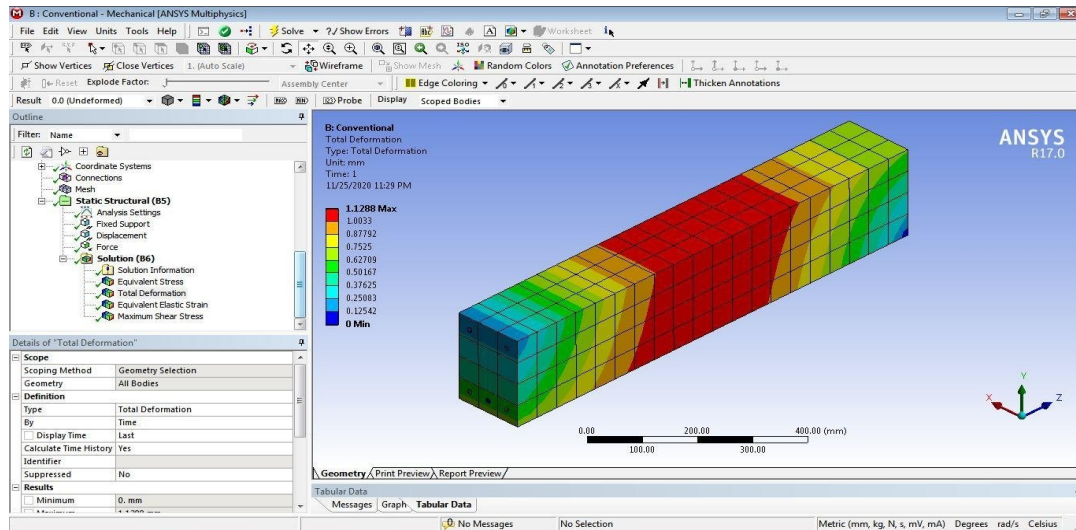 B : Conventional - Mechanical [ANSYS Multiphysics]
File Edit View Units Tools Help Solve ?/ Show Errors Worksheet
Show Vertices Close Vertices 1. (Auto Scale) Wireframe Show Mesh Random Colors Annotation Preferences
Reset Explode Factor: Assembly Center Edge Coloring Thicken Annotations
Result 0.0 (Undeformed) Probe Display Scoped Bodies
Outline
Filter: Name
Coordinate Systems
Connections
Mesh
Static Structural (B5)
Analysis Settings
Fixed Support
Displacement
Force
Solution (B6)
Solution Information
Equivalent Stress
Total Deformation
Equivalent Elastic Strain
Maximum Shear Stress
Details of "Total Deformation"
Scope
Scoping Method Geometry Selection
Geometry All Bodies
Definition
Type Total Deformation
By Time
Display Time Last
Calculate Time History Yes
Identifier
Suppressed No
Results
Minimum 0. mm
B: Conventional
Total Deformation
Type: Total Deformation
Unit: mm
Time: 1
11/25/2020 11:29 PM
1.1288 Max
1.0033
0.87792
0.7525
0.62709
0.50167
0.37625
0.25083
0.12542
0 Min
ANSYS
R17.0
0.00 200.00 400.00 (mm)
100.00 300.00
Y
X Z
Geometry Print Preview Report Preview
Tabular Data
Messages Graph Tabular Data
No Messages No Selection Metric (mm, kg, N, s, mV, mA) Degrees rad/s Celsius